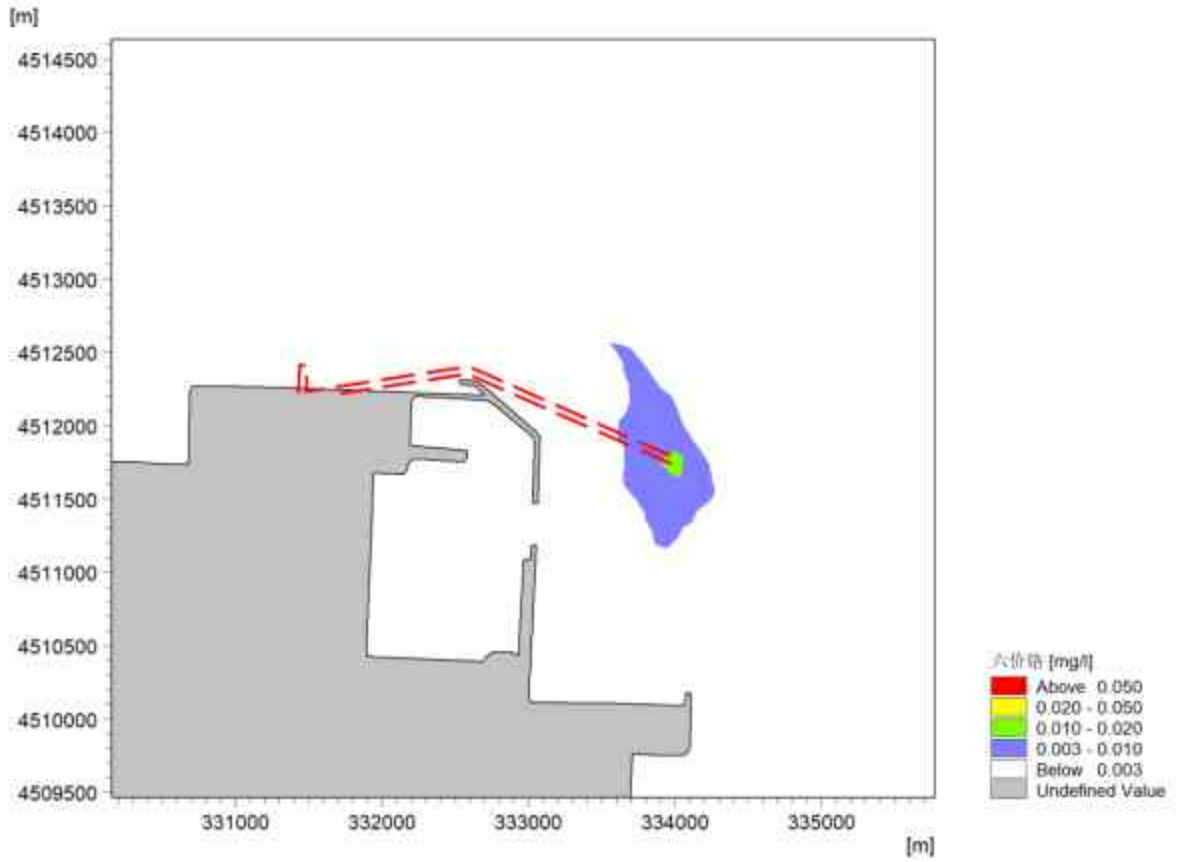 [m]
4514500
4514000
4513500
4513000
4512500
4512000
4511500
4511000
4510500
4510000
4509500
331000 332000 333000 334000 335000
[m]
六价铬 [mg/l]
Above 0.050
0.020 - 0.050
0.010 - 0.020
0.003 - 0.010
Below 0.003
Undefined Value